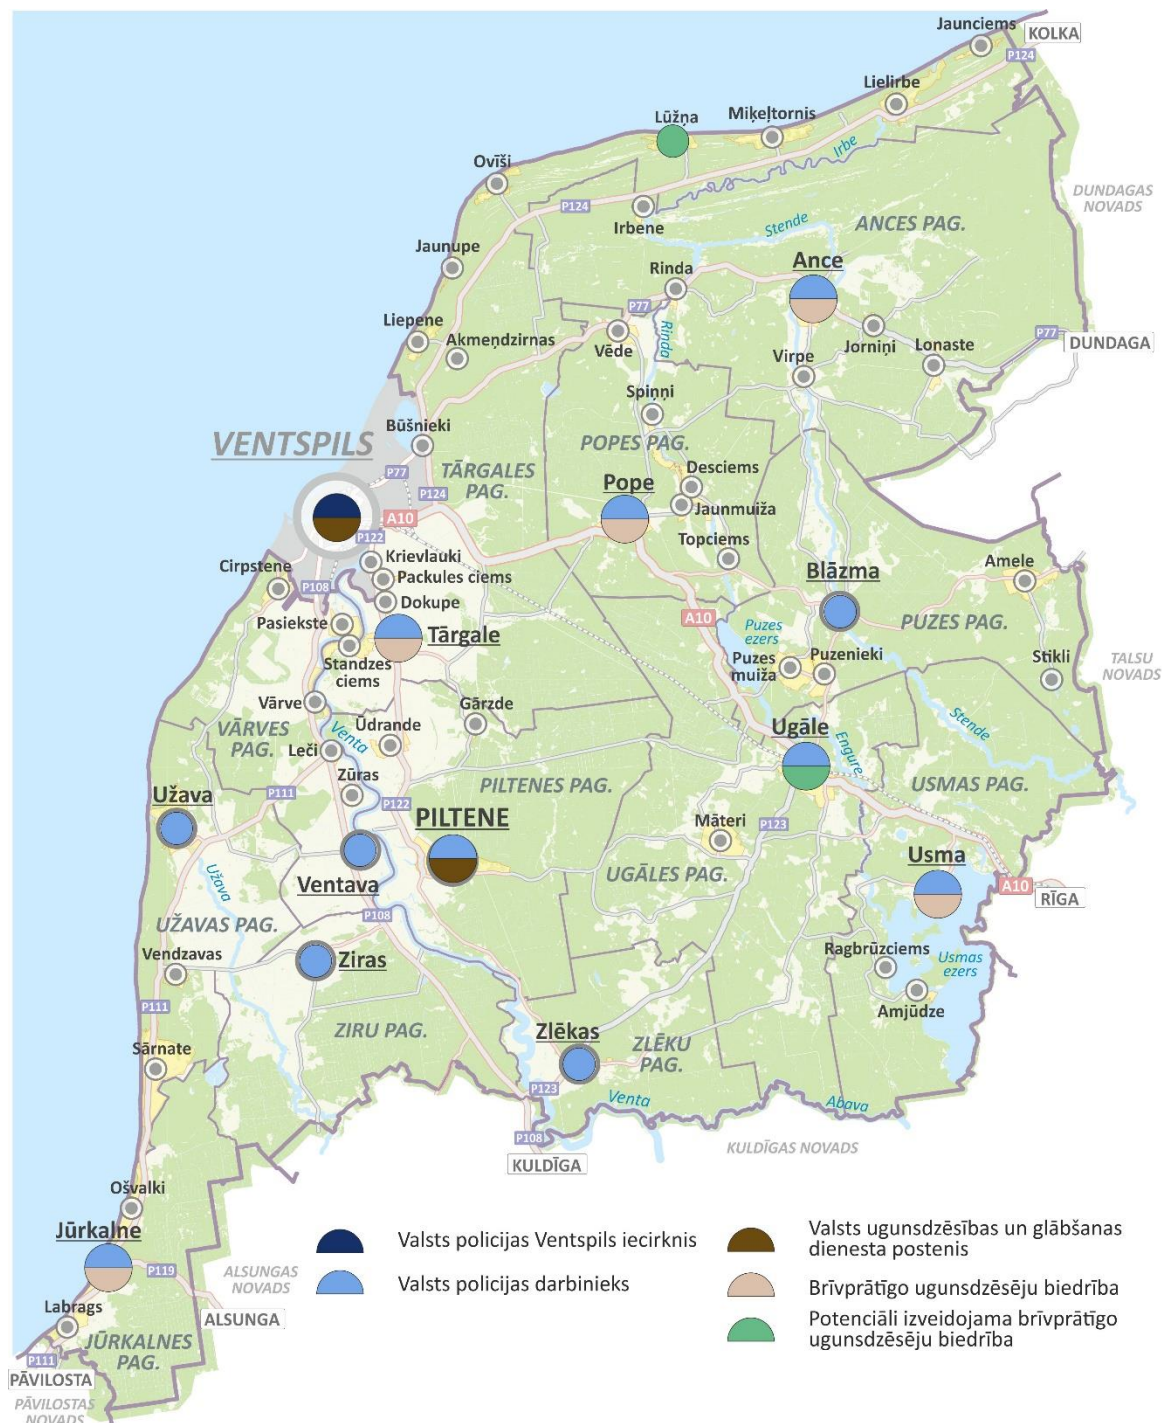 Jaunciems
KOLKA
P124
Lielirbe
Lūžņa
Miķeļtornis
Irbe
Ovīši
DUNDAGAS
NOVADS
P124
Irbene
Stende
ANCES PAG.
Jaunupe
Ance
Rinda
P77
Liepene
Akmeņdzirnas
Vēde
Rinda
Jorniņi
Lonaste
P77
DUNDAGA
Virpe
Spiņņi
Būšnieki
VENTSPILS
POPES PAG.
TĀRGALES
PAG.
P77
P124
Desciems
Pope
Jaunmuiža
A10
P122
Topciems
Krievlauki
Packules ciems
Cirpstene
P108
Dokupe
Blāzma
Amele
Pasiekste
Tārgale
A10
Puzes
ezers
PUZES PAG.
Standzes
ciems
Puzes
muiža
Puzenieki
Stikli
TALSU
NOVADS
Vārve
Gārzde
VĀRVES
PAG.
Venta
Ūdrande
Ugāle
Engure
Stende
Leči
Zūras
PILTENES PAG.
USMAS PAG.
Užava
P111
P122
PILTENE
Māteri
P123
Usma
Ventava
UGĀLES PAG.
Užava
A10
RĪGA
UŽAVAS PAG.
P108
Vendzavas
Ziras
Ragbrūzciems
Usmas
ezers
P111
Amjūdze
ZIRU PAG.
Zlēkas
ZLĒKU
PAG.
Sārnate
P123
Venta
Abava
P108
KULDĪGA
KULDĪGAS NOVADS
Ošvalki
Jūrkalne
Valsts policijas Ventspils iecirknis
Valsts ugunsdzēsības un glābšanas
dienesta postenis
P119
ALSUNGAS
NOVADS
Valsts policijas darbinieks
Brīvprātīgo ugunsdzēsēju biedrība
Labrags
ALSUNGA
Potenciāli izveidojama brīvprātīgo
ugunsdzēsēju biedrība
JŪRKALNES
PAG.
P111
PĀVILOSTA
PĀVILOSTAS
NOVADS